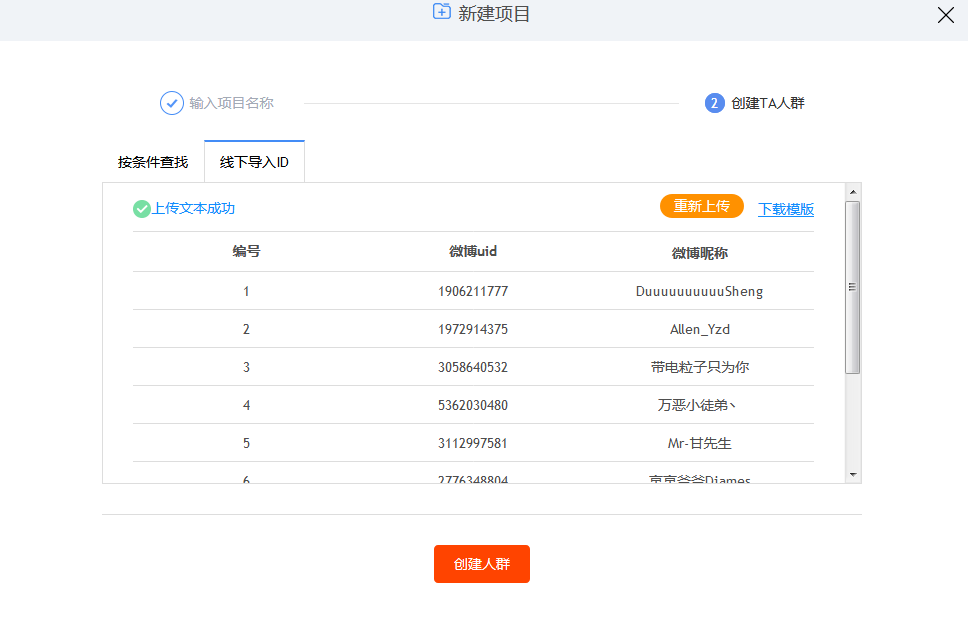 新建项目
输入项目名称
2 创建TA人群
按条件查找 线下导入ID
上传文本成功 重新上传 下载模版
编号 微博uid 微博昵称
1 1906211777 DuuuuuuuuuuSheng
2 1972914375 Allen_Yzd
3 3058640532 带电粒子只为你
4 5362030480 万恶小徒弟丶
5 3112997581 Mr-甘先生
6 2776348804
创建人群